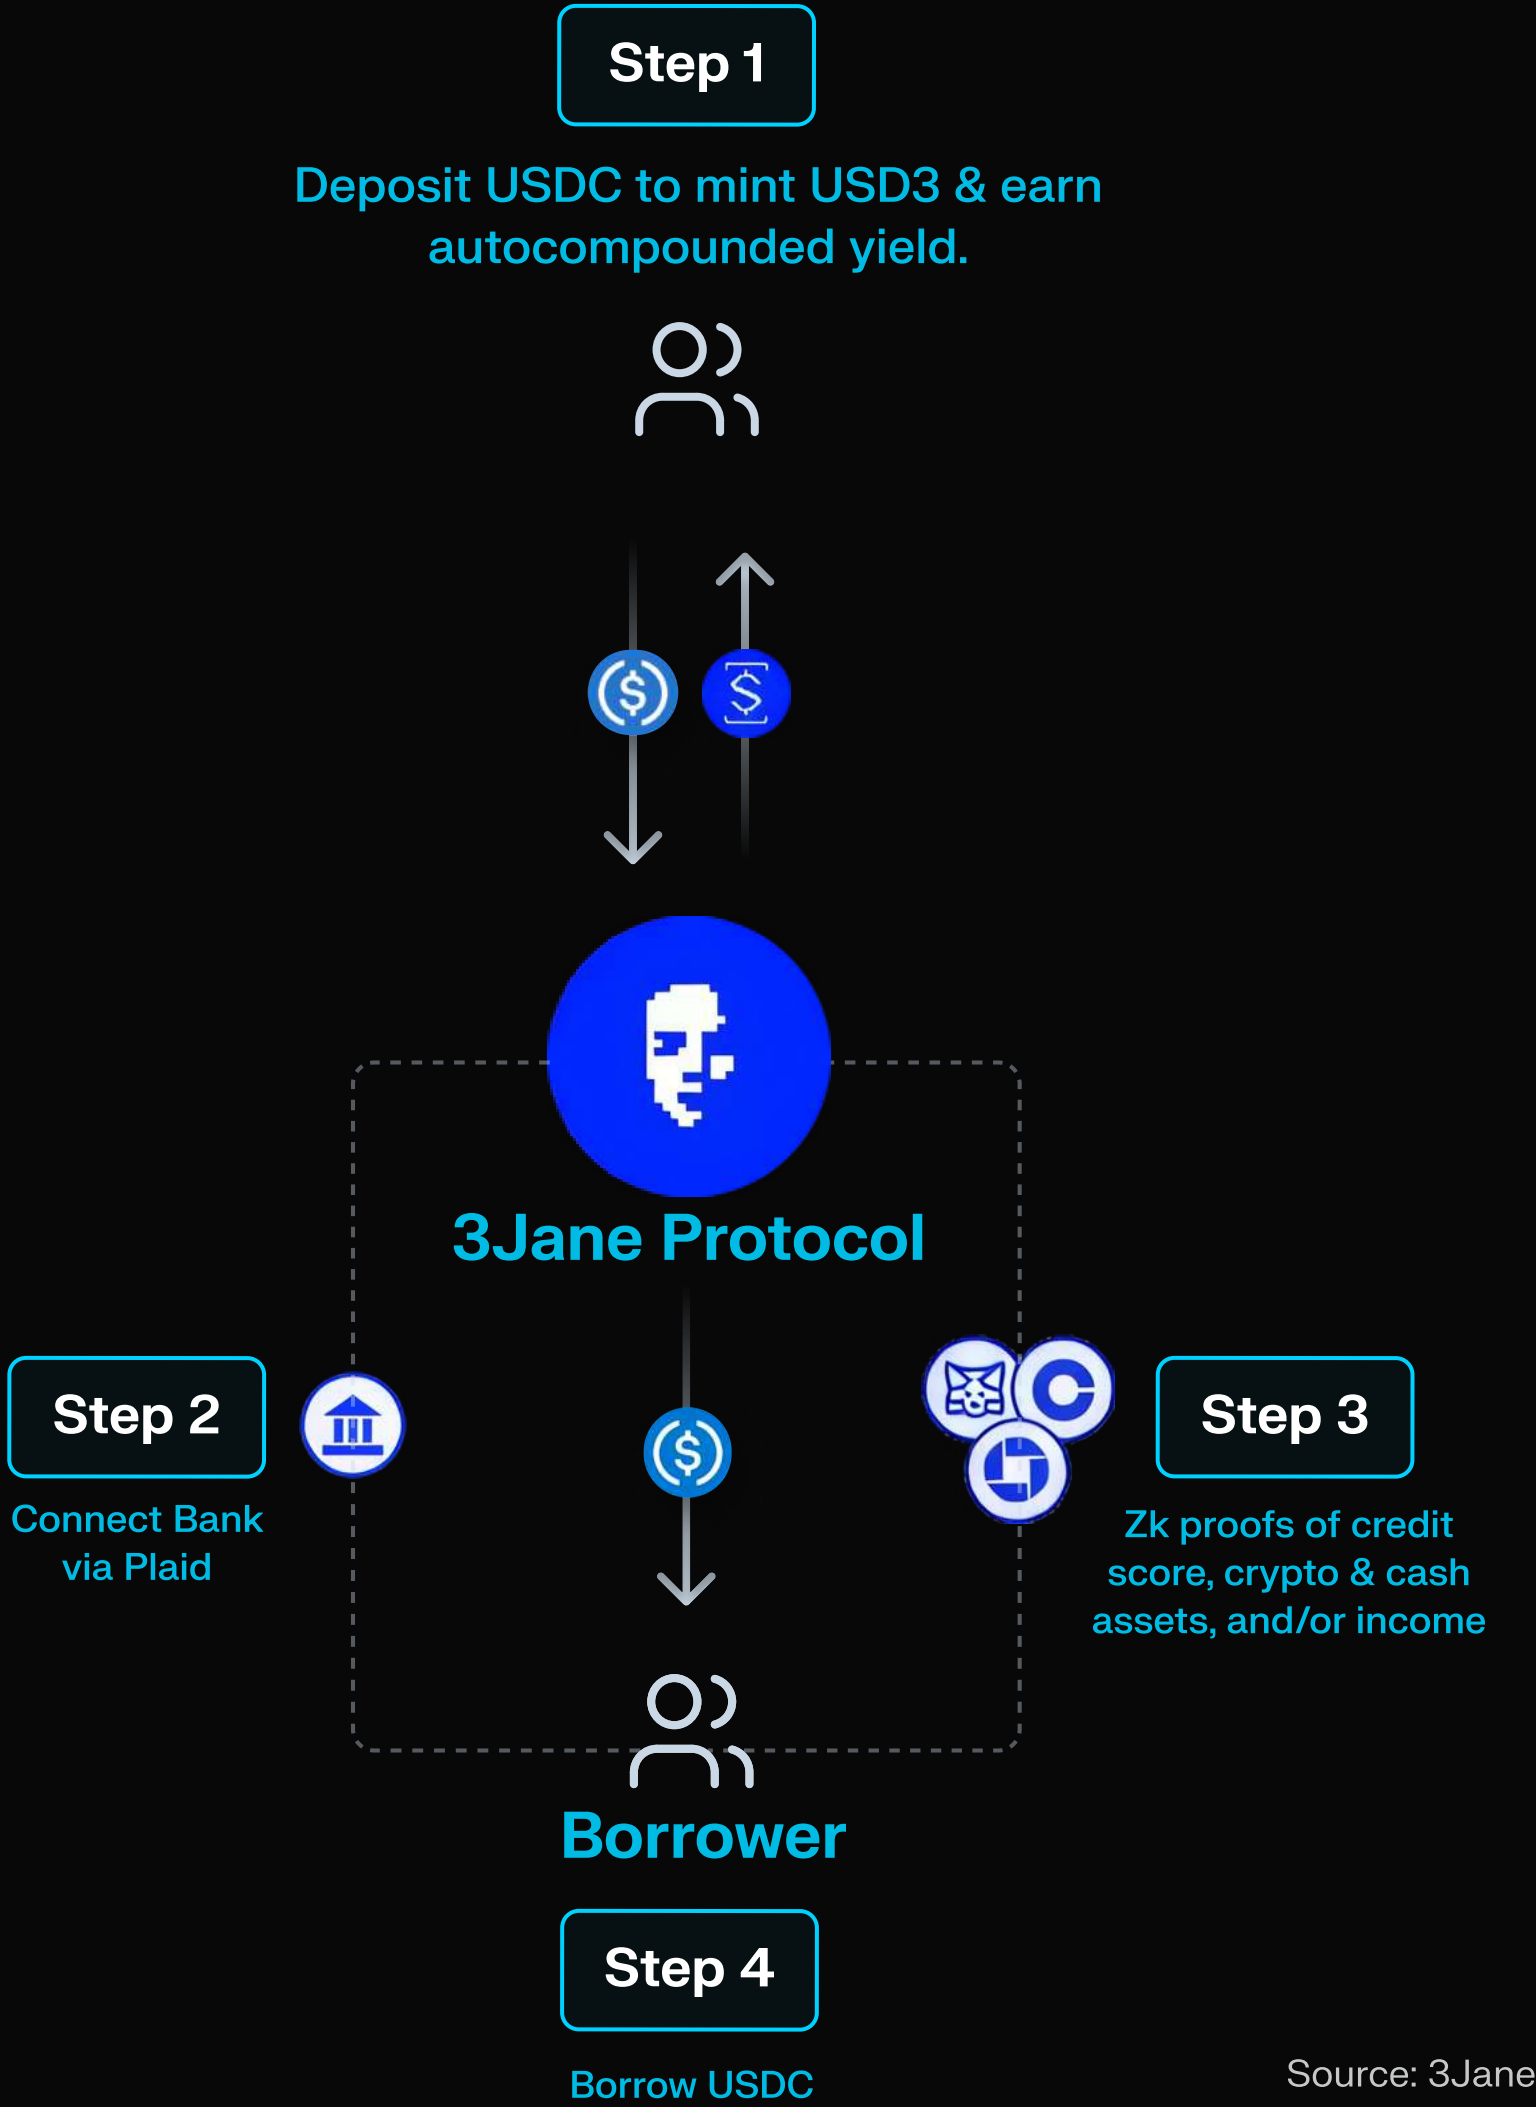 Step 1
Deposit USDC to mint USD3 & earn
autocompounded yield.
3Jane Protocol
Step 2
Connect Bank
via Plaid
Step 3
Zk proofs of credit
score, crypto & cash
assets, and/or income
Borrower
Step 4
Borrow USDC
Source: 3Jane